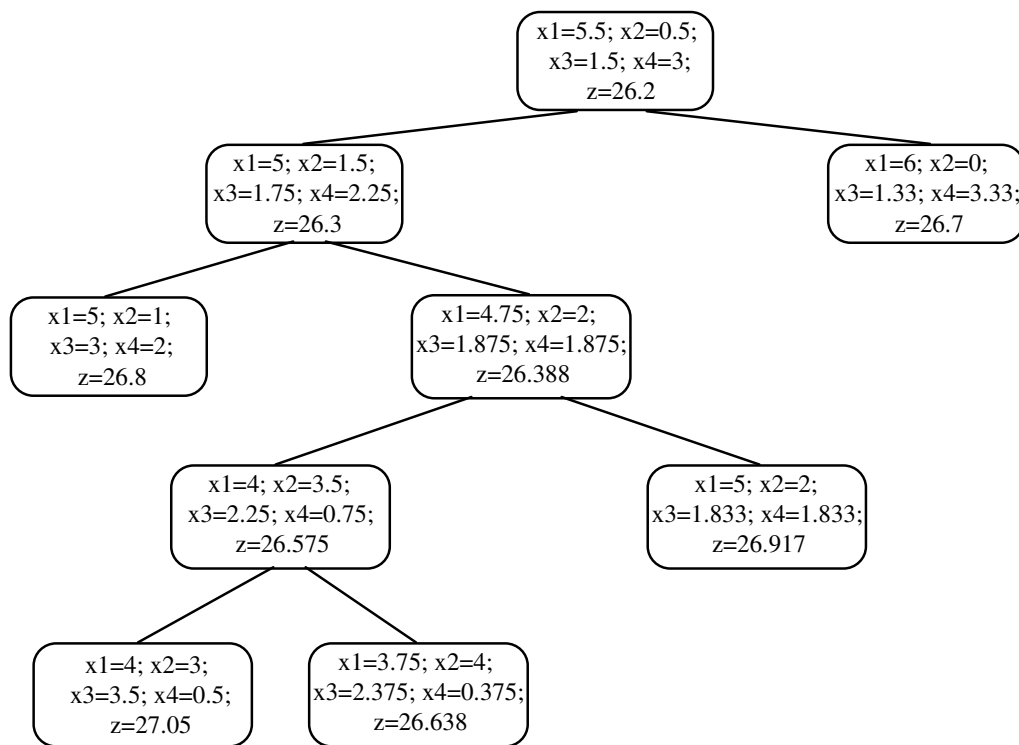 x1=5.5; x2=0.5;
x3=1.5; x4=3;
z=26.2
x1=5; x2=1.5;
x3=1.75; x4=2.25;
z=26.3
x1=6; x2=0;
x3=1.33; x4=3.33;
z=26.7
x1=5; x2=1;
x3=3; x4=2;
z=26.8
x1=4.75; x2=2;
x3=1.875; x4=1.875;
z=26.388
x1=4; x2=3.5;
x3=2.25; x4=0.75;
z=26.575
x1=5; x2=2;
x3=1.833; x4=1.833;
z=26.917
x1=4; x2=3;
x3=3.5; x4=0.5;
z=27.05
x1=3.75; x2=4;
x3=2.375; x4=0.375;
z=26.638